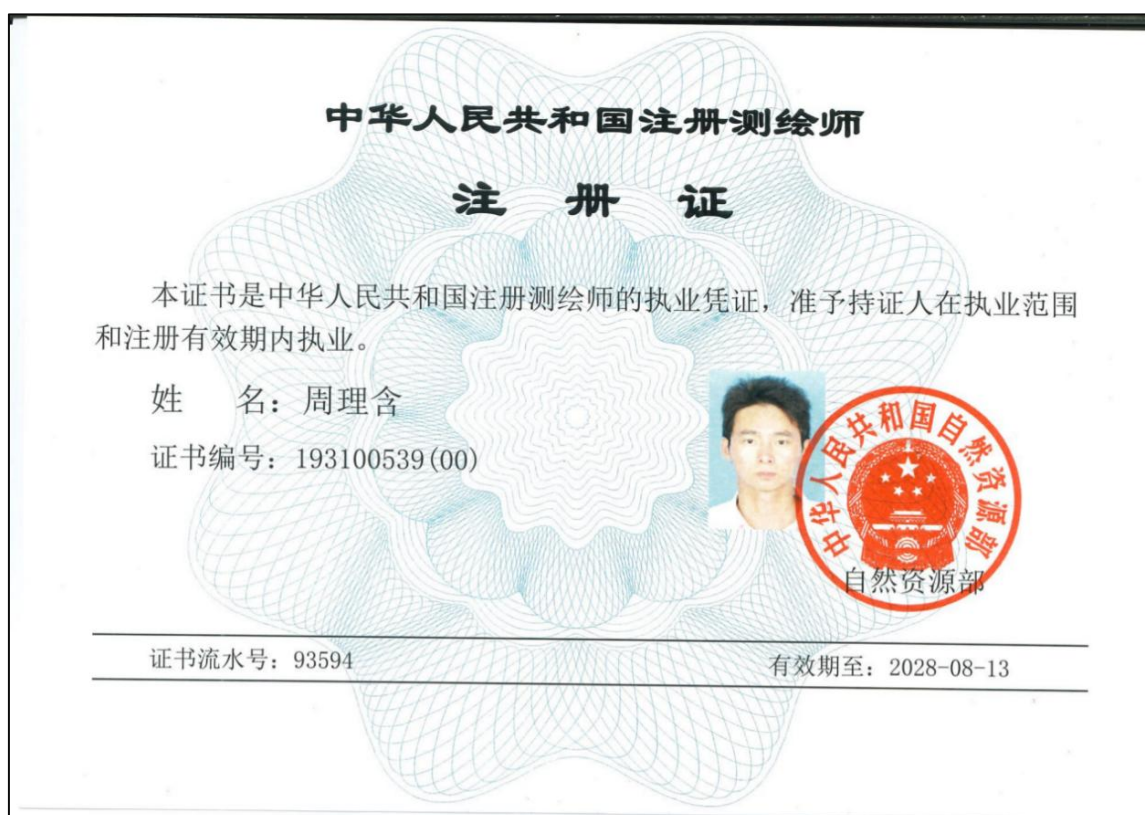 中华人民共和国注册测绘师
注 册 证
本证书是中华人民共和国注册测绘师的执业凭证，准予持证人在执业范围
和注册有效期内执业。
姓 名：周理含
证书编号：193100539(00)
中华人民共和国自然资源部
自然资源部
证书流水号：93594
有效期至：2028-08-13